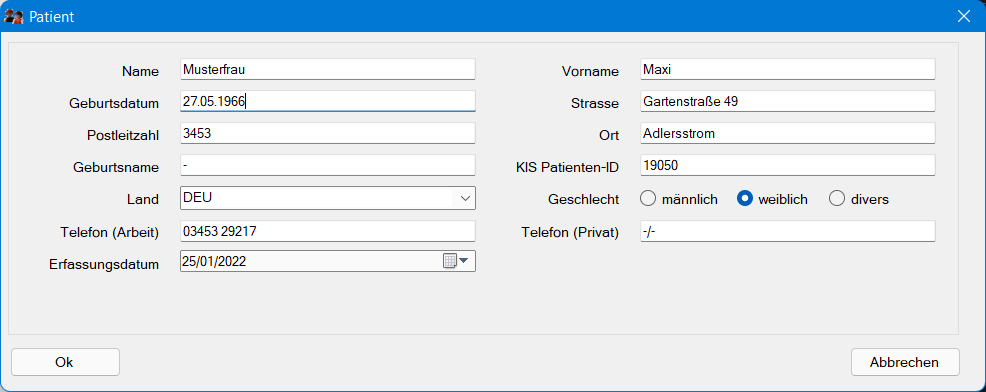 Patient
Name Musterfrau Vorname Maxi
Geburtsdatum 27.05.1966 Strasse Gartenstraße 49
Postleitzahl 3453 Ort Adlersstrom
Geburtsname - KIS Patienten-ID 19050
Land DEU Geschlecht männlich weiblich divers
Telefon (Arbeit) 03453 29217 Telefon (Privat) -/-
Erfassungsdatum 25/01/2022
Ok Abbrechen